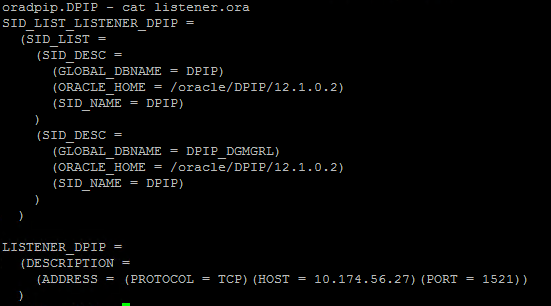 oradpip.DPIP - cat listener.ora
SID_LIST_LISTENER_DPIP =
  (SID_LIST =
    (SID_DESC =
      (GLOBAL_DBNAME = DPIP)
      (ORACLE_HOME = /oracle/DPIP/12.1.0.2)
      (SID_NAME = DPIP)
    )
    (SID_DESC =
      (GLOBAL_DBNAME = DPIP_DGMGRL)
      (ORACLE_HOME = /oracle/DPIP/12.1.0.2)
      (SID_NAME = DPIP)
    )
  )
LISTENER_DPIP =
  (DESCRIPTION =
    (ADDRESS = (PROTOCOL = TCP)(HOST = 10.174.56.27)(PORT = 1521))
  )